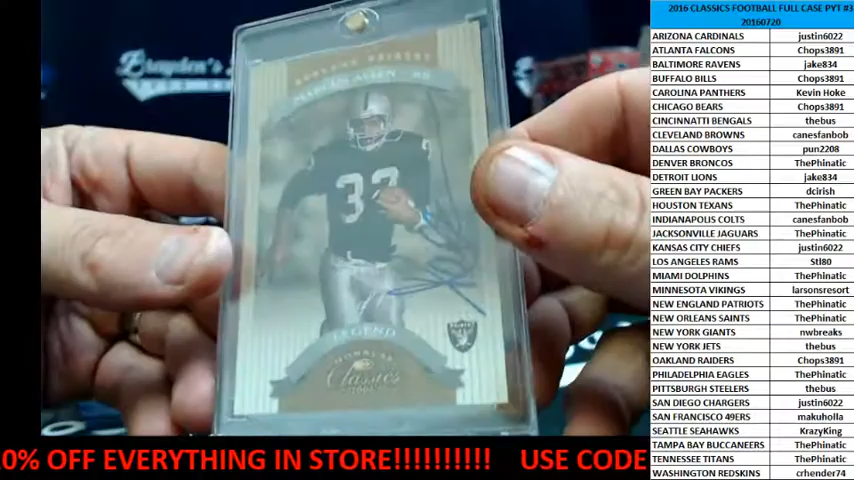 2016 CLASSICS FOOTBALL FULL CASE PYT #3
20160720
ARIZONA CARDINALS justin6022
ATLANTA FALCONS Chops3891
BALTIMORE RAVENS jake834
BUFFALO BILLS Chops3891
CAROLINA PANTHERS Kevin Hoke
CHICAGO BEARS Chops3891
CINCINNATI BENGALS thebus
CLEVELAND BROWNS canesfanbob
DALLAS COWBOYS pun2208
DENVER BRONCOS ThePhinatic
DETROIT LIONS jake834
GREEN BAY PACKERS dcirish
HOUSTON TEXANS ThePhinatic
INDIANAPOLIS COLTS canesfanbob
JACKSONVILLE JAGUARS ThePhinatic
KANSAS CITY CHIEFS justin6022
LOS ANGELES RAMS Stl80
MIAMI DOLPHINS ThePhinatic
MINNESOTA VIKINGS larsonsresort
NEW ENGLAND PATRIOTS ThePhinatic
NEW ORLEANS SAINTS ThePhinatic
NEW YORK GIANTS nwbreaks
NEW YORK JETS thebus
OAKLAND RAIDERS Chops3891
PHILADELPHIA EAGLES ThePhinatic
PITTSBURGH STEELERS thebus
SAN DIEGO CHARGERS justin6022
SAN FRANCISCO 49ERS makuholla
SEATTLE SEAHAWKS KrazyKing
TAMPA BAY BUCCANEERS ThePhinatic
TENNESSEE TITANS ThePhinatic
WASHINGTON REDSKINS crhender74
Brayden's
OAKLAND RAIDERS
MARCUS ALLEN
32
LEGEND
DONRUSS
Classics
0% OFF EVERYTHING IN STORE!!!!!!!!!! USE CODE